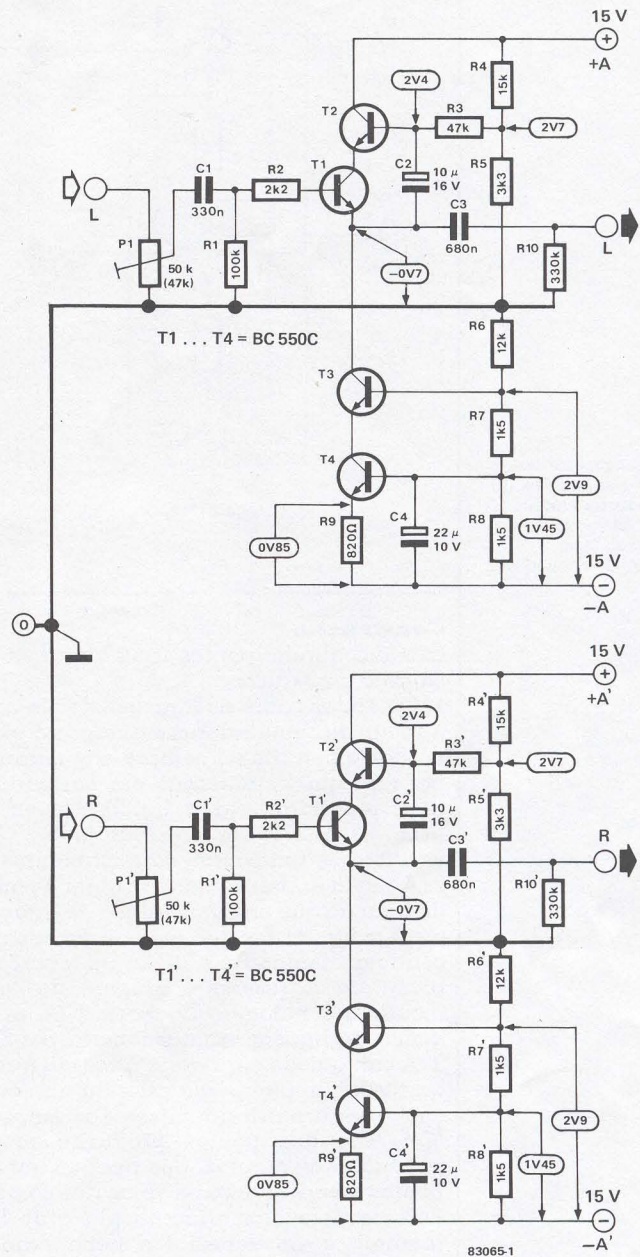 15 V
+
+A
R4
15k
2V4
T2
R3
47k
2V7
C1
330n
R2
2k2
T1
C2
10 µ
16 V
R5
3k3
C3
680n
L
P1
50 k
(47k)
R1
100k
−0V7
R10
330k
L
T1 . . . T4 = BC 550C
R6
12k
T3
R7
1k5
T4
2V9
R9
820Ω
C4
22 µ
10 V
R8
1k5
1V45
0V85
15 V
−
−A
0
15 V
+
+A'
R4'
15k
2V4
T2'
R3'
47k
2V7
C1'
330n
R2'
2k2
T1'
C2'
10 µ
16 V
R5'
3k3
C3'
680n
R
P1'
50 k
(47k)
R1'
100k
−0V7
R10'
330k
R
T1'. . . T4' = BC 550C
R6'
12k
T3'
R7'
1k5
T4'
2V9
R9'
820Ω
C4'
22 µ
10 V
R8'
1k5
1V45
0V85
15 V
−
−A'
83065-1